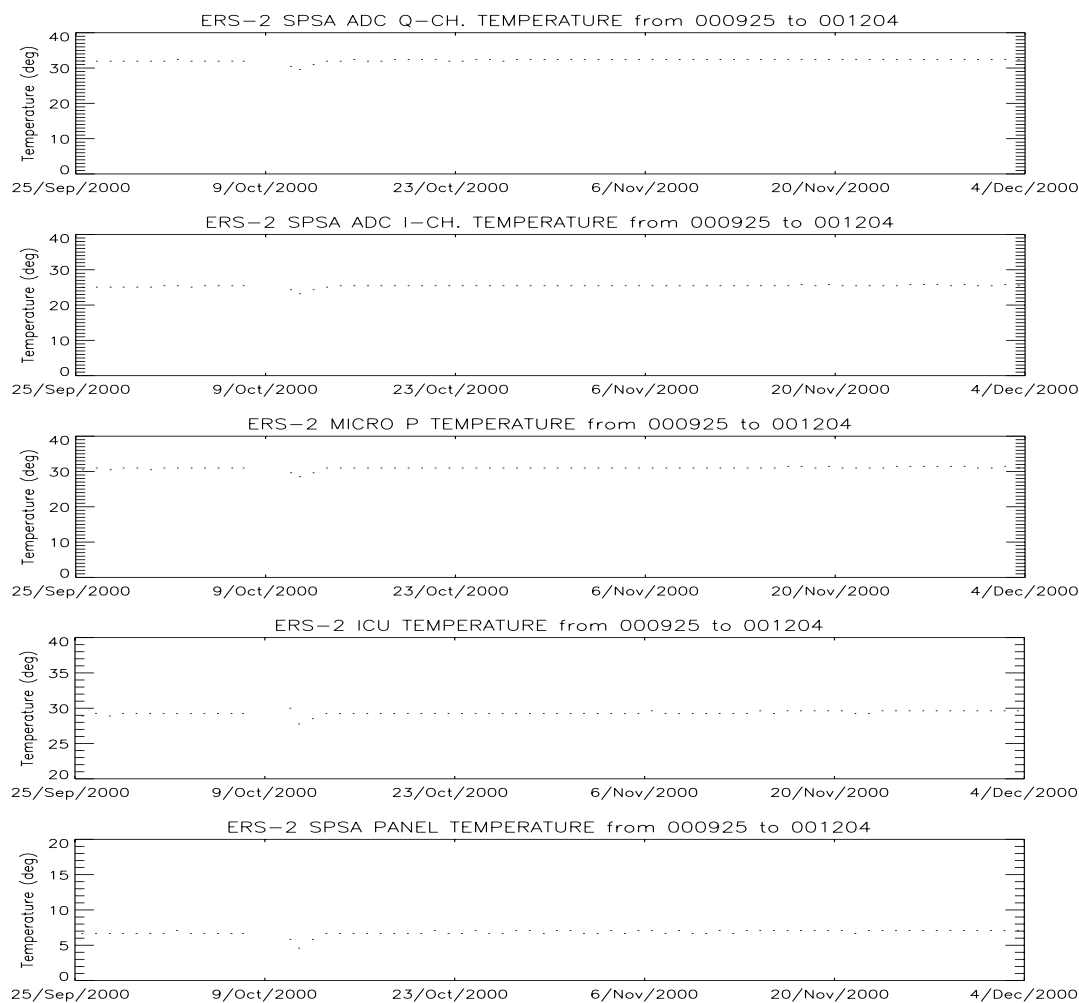 ERS-2 SPSA ADC Q-CH. TEMPERATURE from 000925 to 001204
Temperature (deg)
40
30
20
10
0
25/Sep/2000 9/Oct/2000 23/Oct/2000 6/Nov/2000 20/Nov/2000 4/Dec/2000
ERS-2 SPSA ADC I-CH. TEMPERATURE from 000925 to 001204
Temperature (deg)
40
30
20
10
0
25/Sep/2000 9/Oct/2000 23/Oct/2000 6/Nov/2000 20/Nov/2000 4/Dec/2000
ERS-2 MICRO P TEMPERATURE from 000925 to 001204
Temperature (deg)
40
30
20
10
0
25/Sep/2000 9/Oct/2000 23/Oct/2000 6/Nov/2000 20/Nov/2000 4/Dec/2000
ERS-2 ICU TEMPERATURE from 000925 to 001204
Temperature (deg)
40
35
30
25
20
25/Sep/2000 9/Oct/2000 23/Oct/2000 6/Nov/2000 20/Nov/2000 4/Dec/2000
ERS-2 SPSA PANEL TEMPERATURE from 000925 to 001204
Temperature (deg)
20
15
10
5
0
25/Sep/2000 9/Oct/2000 23/Oct/2000 6/Nov/2000 20/Nov/2000 4/Dec/2000